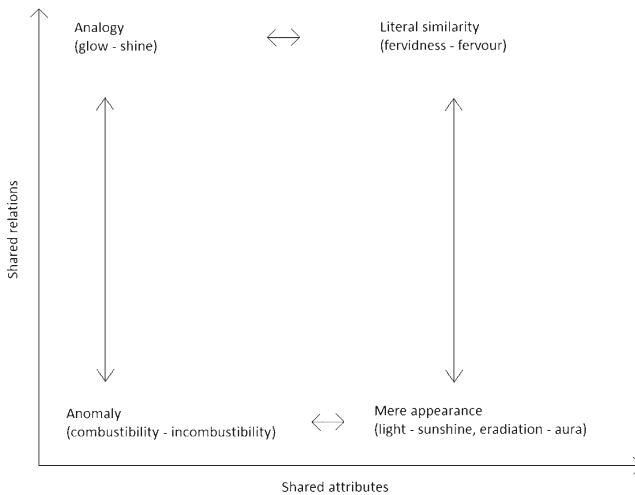 Analogy
(glow - shine)
Literal similarity
(fervidness - fervour)
Shared relations
Anomaly
(combustibility - incombustibility)
Mere appearance
(light - sunshine, eradiation - aura)
Shared attributes